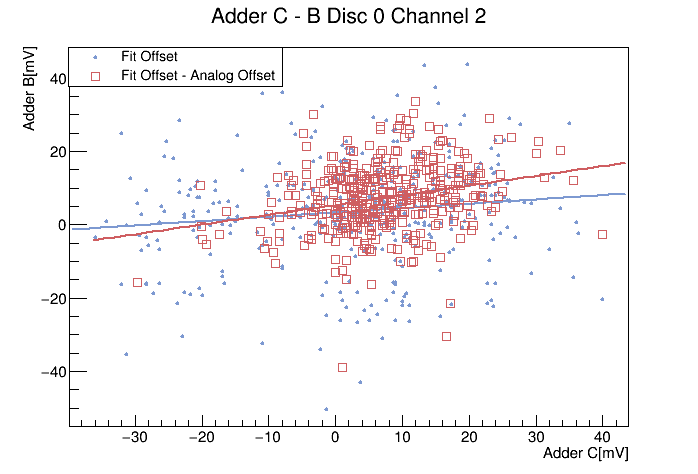 Adder C - B Disc 0 Channel 2
Adder B[mV]
Fit Offset
Fit Offset - Analog Offset
40
20
0
−20
−40
−30 −20 −10 0 10 20 30 40
Adder C[mV]